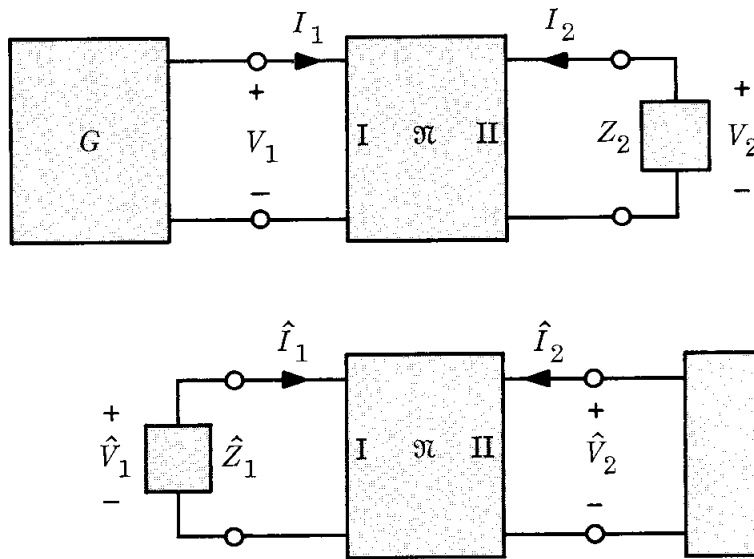 I₁ I₂
G + V₁ − I 𝔑 II Z₂ + V₂ −
Î₁ Î₂
+ V̂₁ − Ẑ₁ I 𝔑 II + V̂₂ −